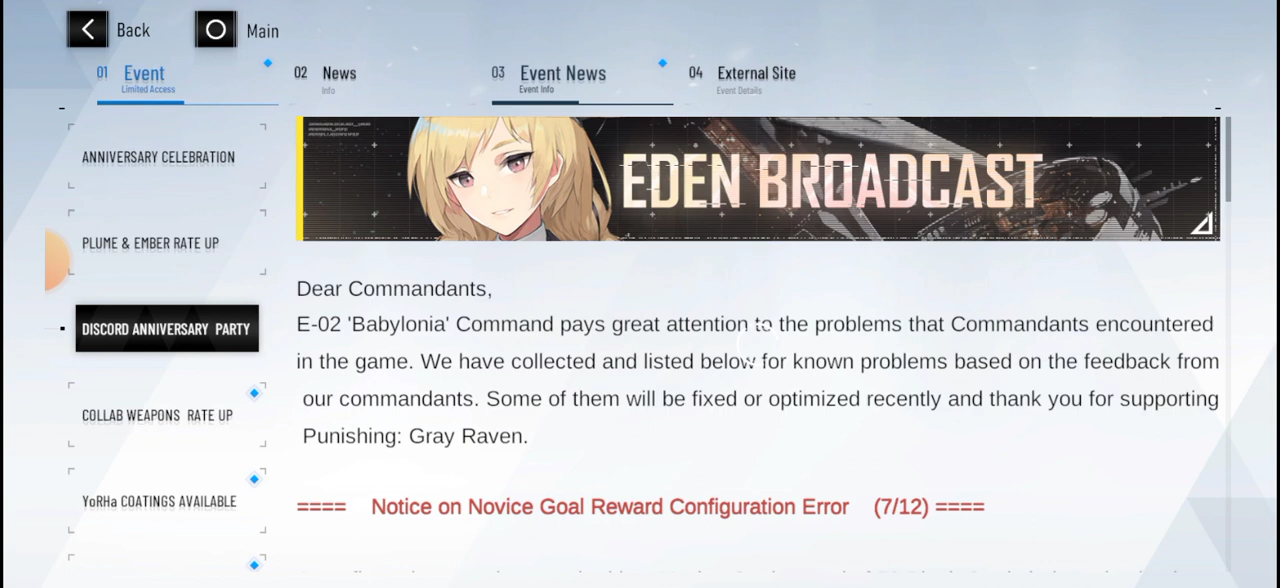 Back
Main
01 Event
Limited Access
02 News
Info
03 Event News
Event Info
04 External Site
Event Details
ANNIVERSARY CELEBRATION
PLUME & EMBER RATE UP
DISCORD ANNIVERSARY PARTY
COLLAB WEAPONS RATE UP
YoRHa COATINGS AVAILABLE
EDEN BROADCAST
Dear Commandants,
E-02 'Babylonia' Command pays great attention to the problems that Commandants encountered
in the game. We have collected and listed below for known problems based on the feedback from
our commandants. Some of them will be fixed or optimized recently and thank you for supporting
Punishing: Gray Raven.
==== Notice on Novice Goal Reward Configuration Error (7/12) ====